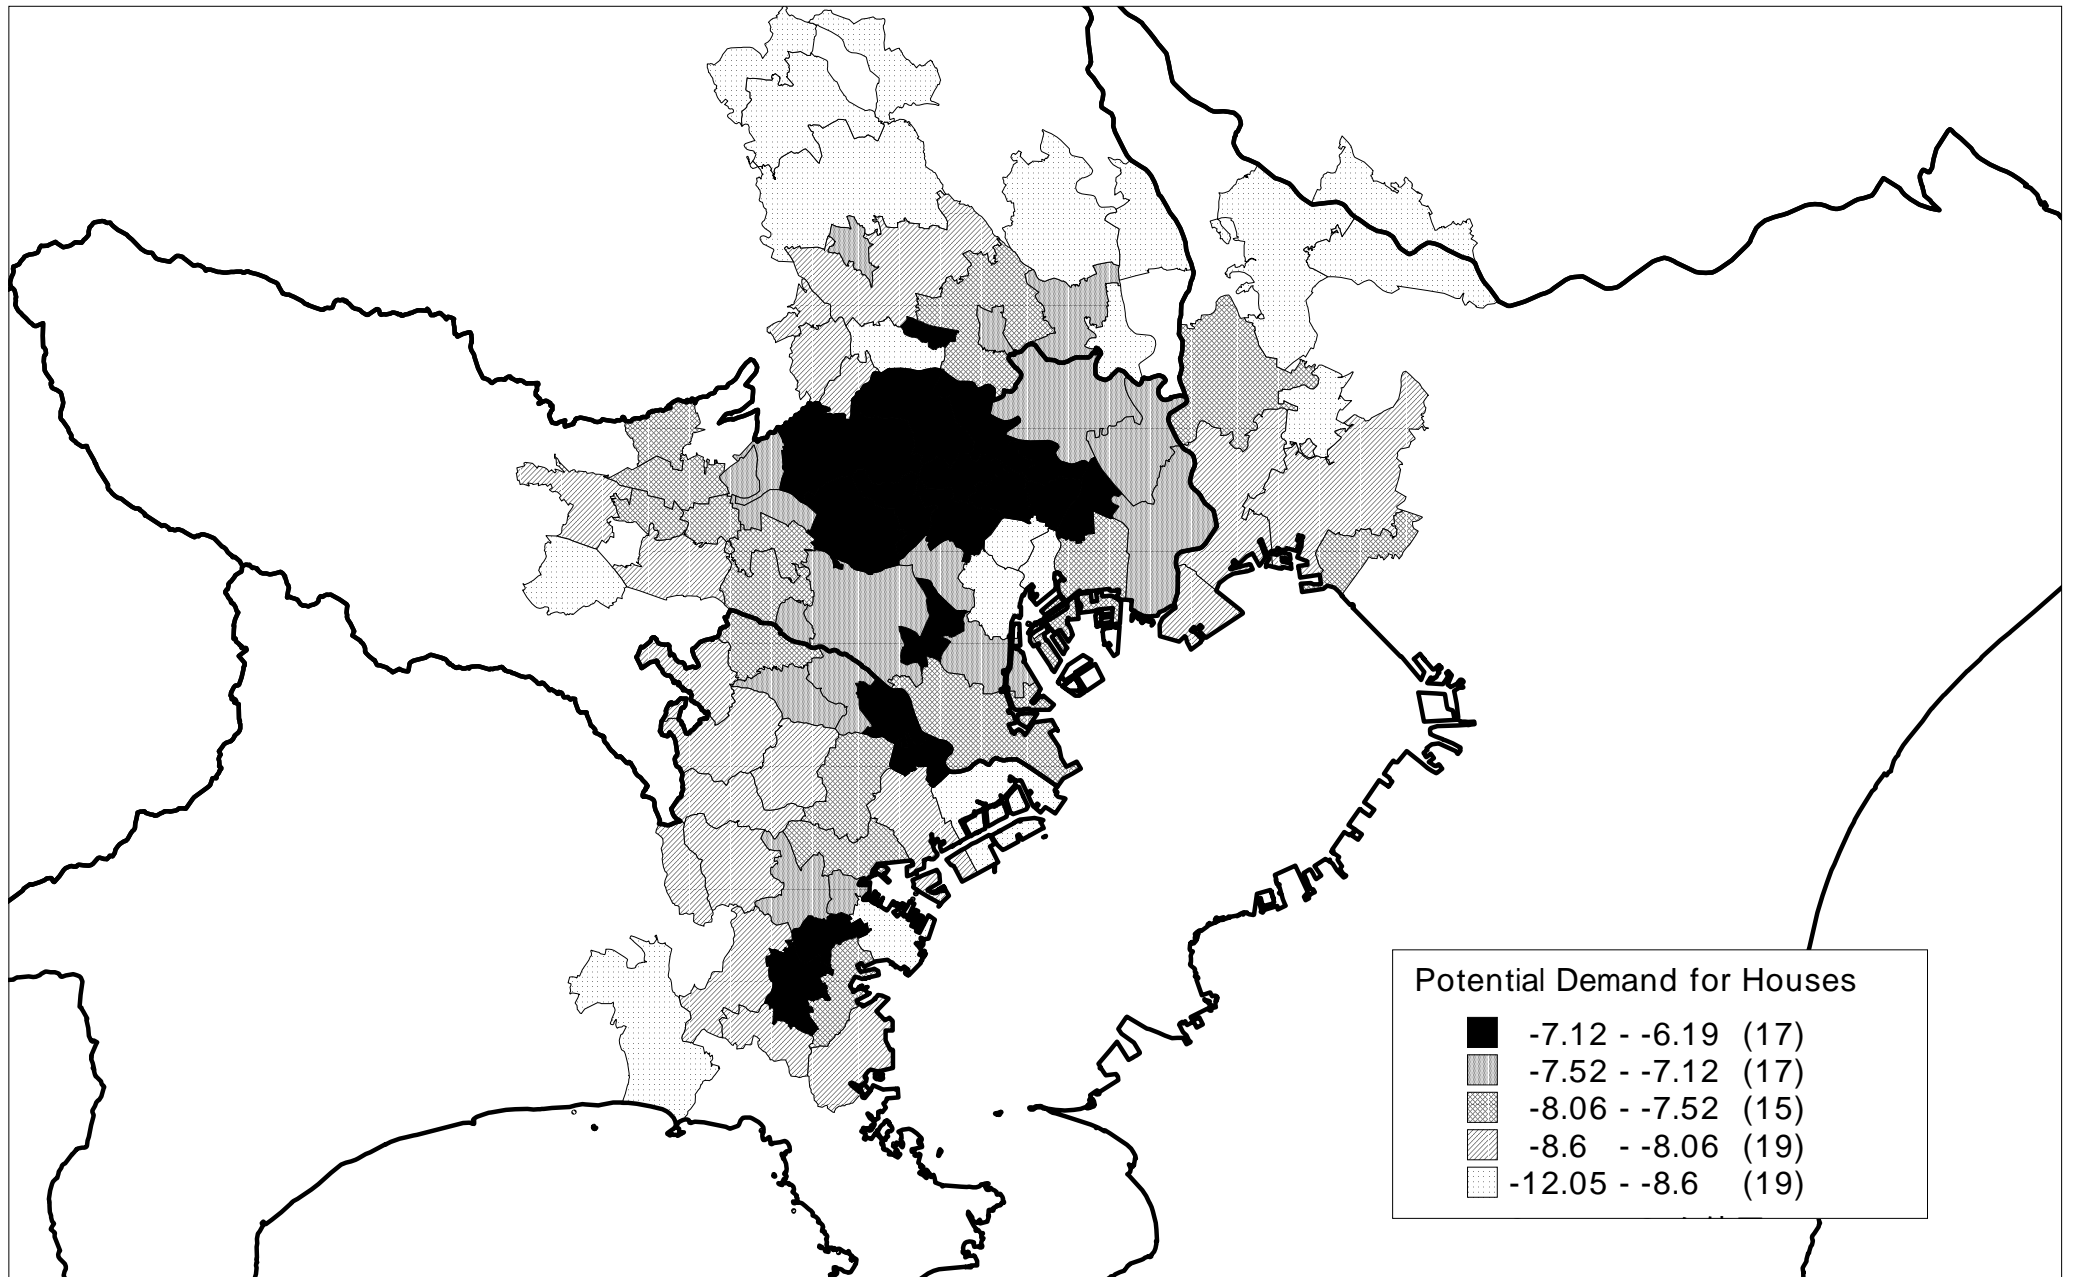 Potential Demand for Houses
-7.12 - -6.19 (17)
-7.52 - -7.12 (17)
-8.06 - -7.52 (15)
-8.6 - -8.06 (19)
-12.05 - -8.6 (19)